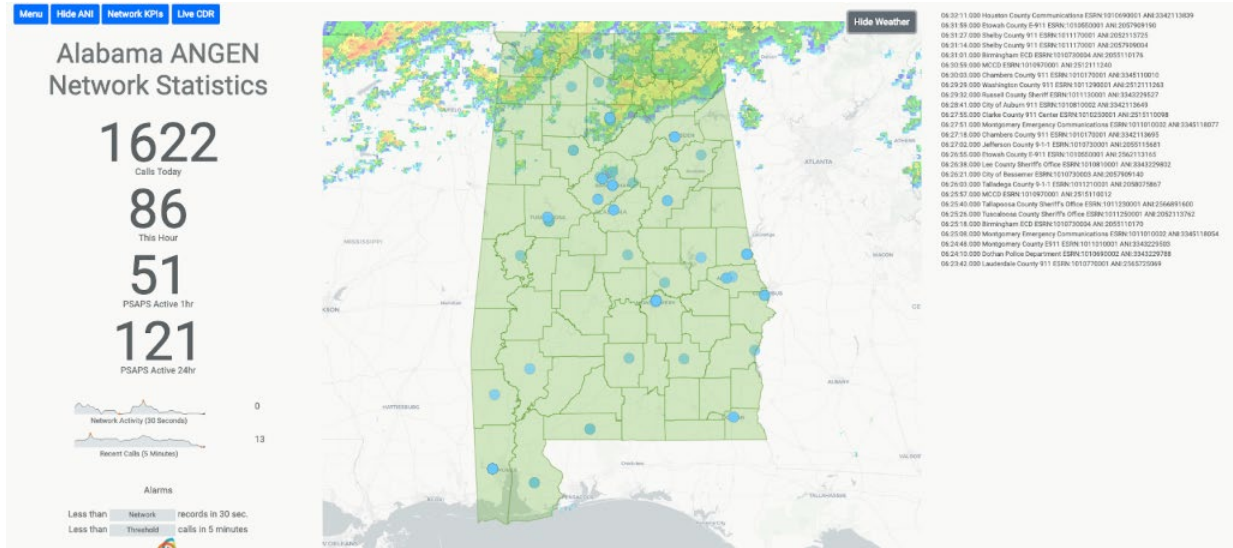 Menu
Hide ANI
Network KPIs
Live CDR
Alabama ANGEN
Network Statistics
1622
Calls Today
86
This Hour
51
PSAPS Active 1hr
121
PSAPS Active 24hr
0
Network Activity (30 Seconds)
13
Recent Calls (5 Minutes)
Alarms
Less than Network records in 30 sec.
Less than Threshold calls in 5 minutes
Hide Weather
ATLANTA
ATHENS
MACON
MISSISSIPPI
Meridian
HATTIESBURG
ALBANY
TALLAHASSEE
PENSACOLA
06:32:11.000 Houston County Communications ESRN:1010690001 ANI:3342113839
06:31:59.000 Etowah County E-911 ESRN:1010550001 ANI:2057909190
06:31:27.000 Shelby County 911 ESRN:1011170001 ANI:2052113725
06:31:14.000 Shelby County 911 ESRN:1011170001 ANI:2057909004
06:31:01.000 Birmingham ECD ESRN:1010730004 ANI:2055110176
06:30:59.000 MCCD ESRN:1010970001 ANI:2512111240
06:30:03.000 Chambers County 911 ESRN:1010170001 ANI:3345110010
06:29:29.000 Washington County 911 ESRN:1011290001 ANI:2512111263
06:29:32.000 Russell County Sheriff ESRN:1011130001 ANI:3343229527
06:28:41.000 City of Auburn 911 ESRN:1010810002 ANI:3342113649
06:27:55.000 Clarke County 911 Center ESRN:1010250001 ANI:2515110098
06:27:51.000 Montgomery Emergency Communications ESRN:1011010002 ANI:3345118077
06:27:18.000 Chambers County 911 ESRN:1010170001 ANI:3342113695
06:27:02.000 Jefferson County 9-1-1 ESRN:1010730001 ANI:2055115681
06:26:55.000 Etowah County E-911 ESRN:1010550001 ANI:2562113165
06:26:38.000 Lee County Sheriff's Office ESRN:1010810001 ANI:3343229802
06:26:21.000 City of Bessemer ESRN:1010730003 ANI:2057909140
06:26:03.000 Talladega County 9-1-1 ESRN:1011210001 ANI:2058075867
06:25:57.000 MCCD ESRN:1010970001 ANI:2515110012
06:25:40.000 Tallapoosa County Sheriff's Office ESRN:1011230001 ANI:2566891600
06:25:26.000 Tuscaloosa County Sheriff's Office ESRN:1011250001 ANI:2052113762
06:25:18.000 Birmingham ECD ESRN:1010730004 ANI:2055110170
06:25:08.000 Montgomery Emergency Communications ESRN:1011010002 ANI:3345118054
06:24:48.000 Montgomery County E911 ESRN:1011010001 ANI:3343229583
06:24:10.000 Dothan Police Department ESRN:1010690002 ANI:3343229788
06:23:42.000 Lauderdale County 911 ESRN:1010770001 ANI:2565725069